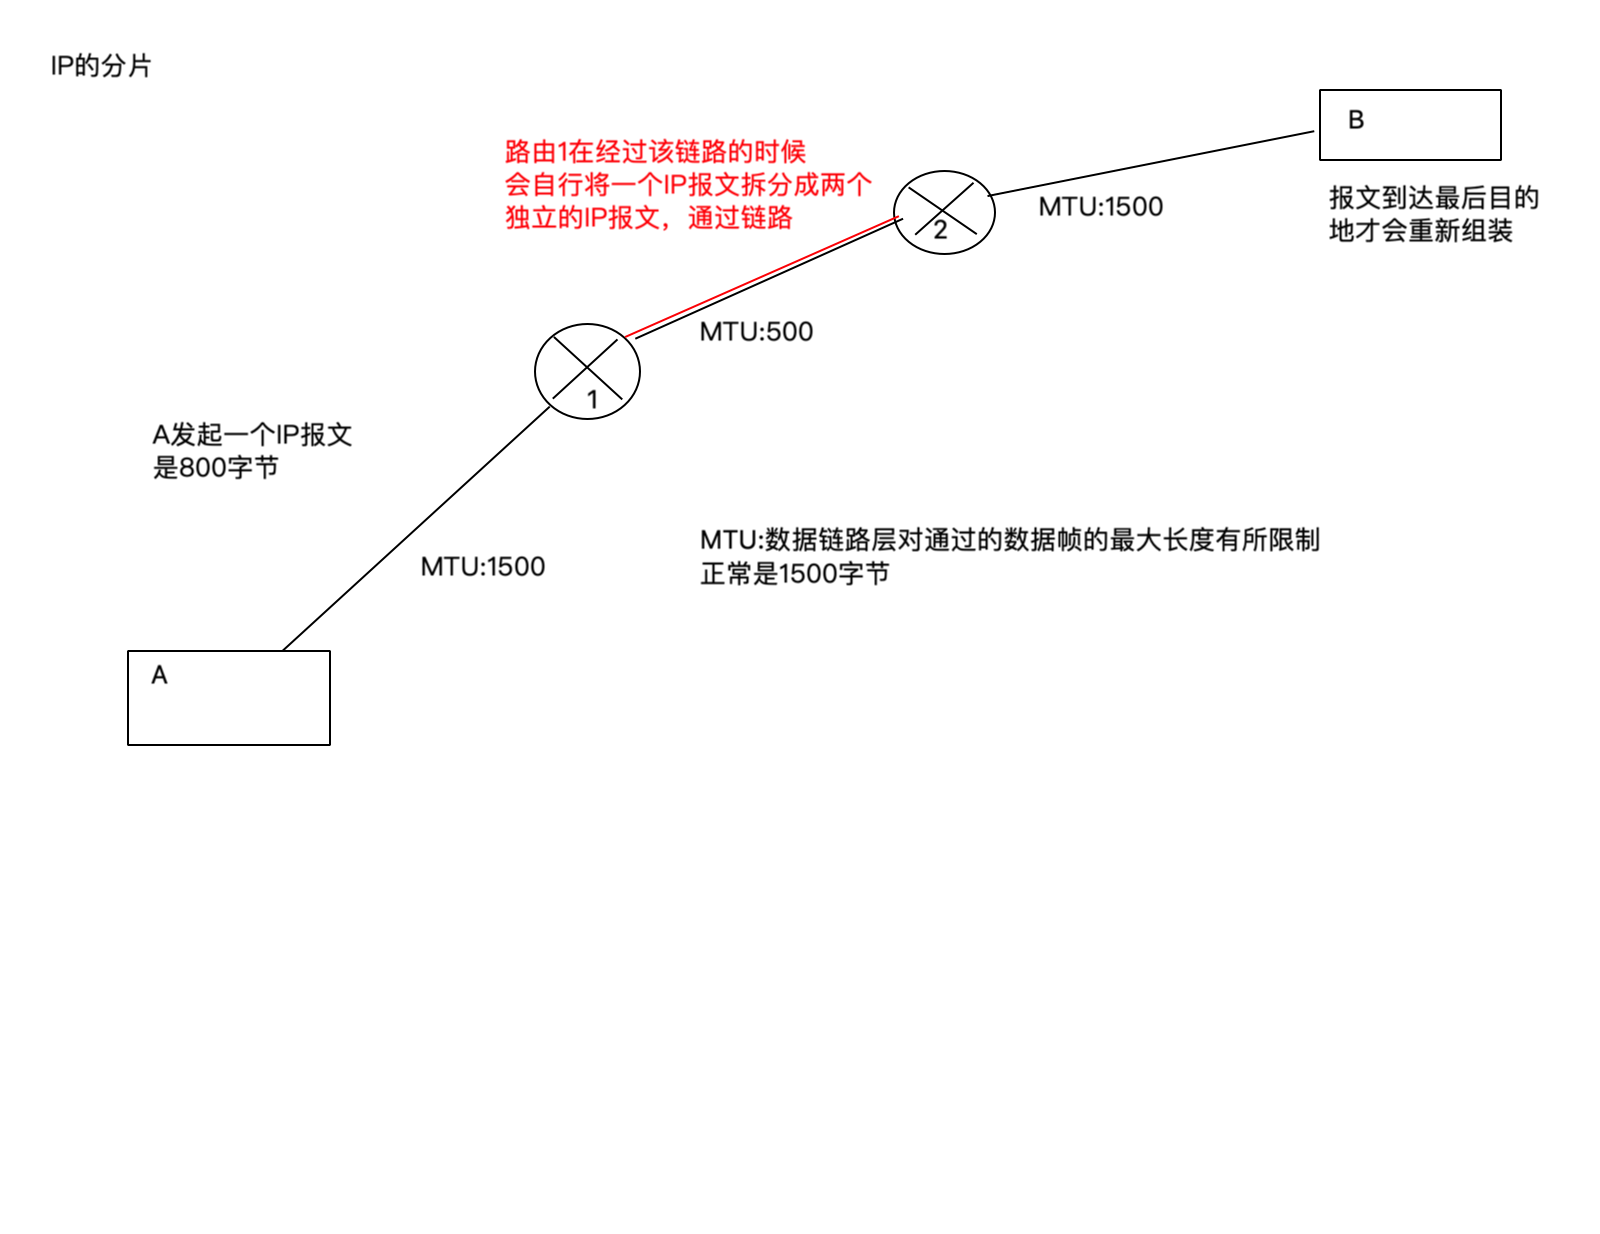 IP的分片
B
路由1在经过该链路的时候
会自行将一个IP报文拆分成两个
独立的IP报文，通过链路
MTU:1500
报文到达最后目的
地才会重新组装
2
MTU:500
1
A发起一个IP报文
是800字节
MTU:1500
MTU:数据链路层对通过的数据帧的最大长度有所限制
正常是1500字节
A